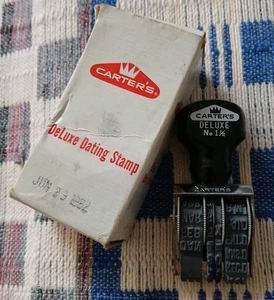 CARTER'S
DeLuxe Dating Stamp
CARTER'S
DELUXE
No 1½
CARTER'S